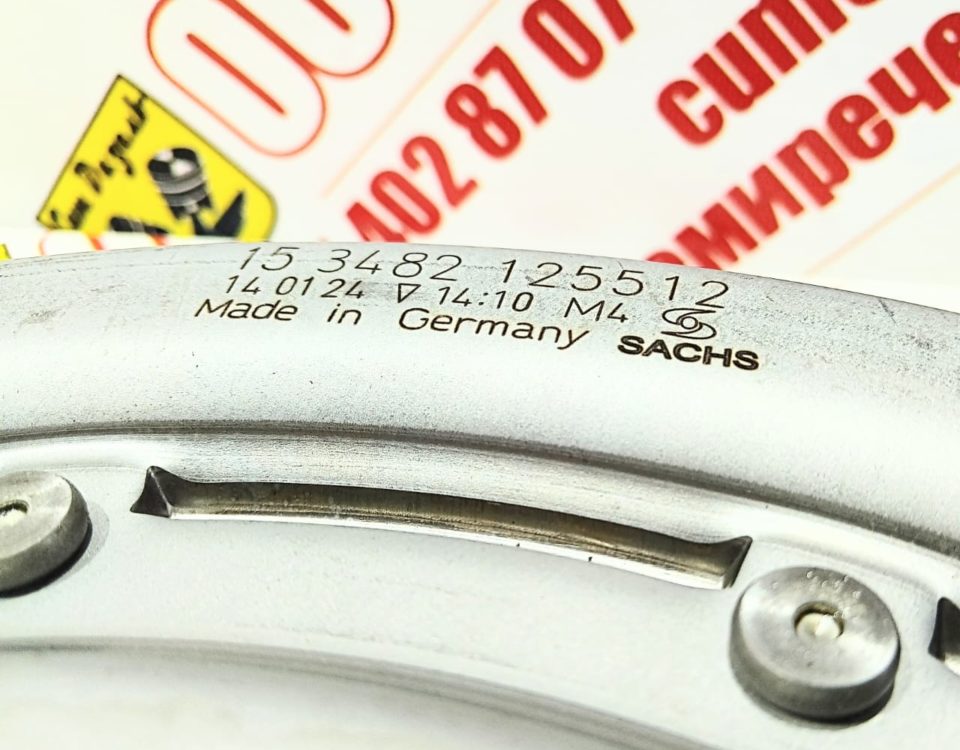 402 87 07
15 3482 125512
14 01 24 ∇ 14:10 M4
Made in Germany SACHS